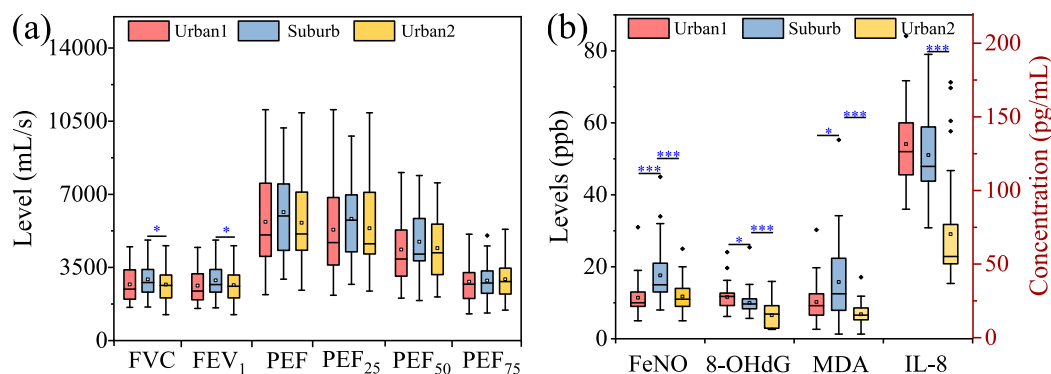 (a)
Urban1 Suburb Urban2
14000
10500
7000
3500
0
Level (mL/s)
* *
FVC FEV1 PEF PEF25 PEF50 PEF75
(b)
Urban1 Suburb Urban2
80
60
40
20
0
Levels (ppb)
*** *** * *** * *** ***
FeNO 8-OHdG MDA IL-8
200
150
100
50
0
Concentration (pg/mL)